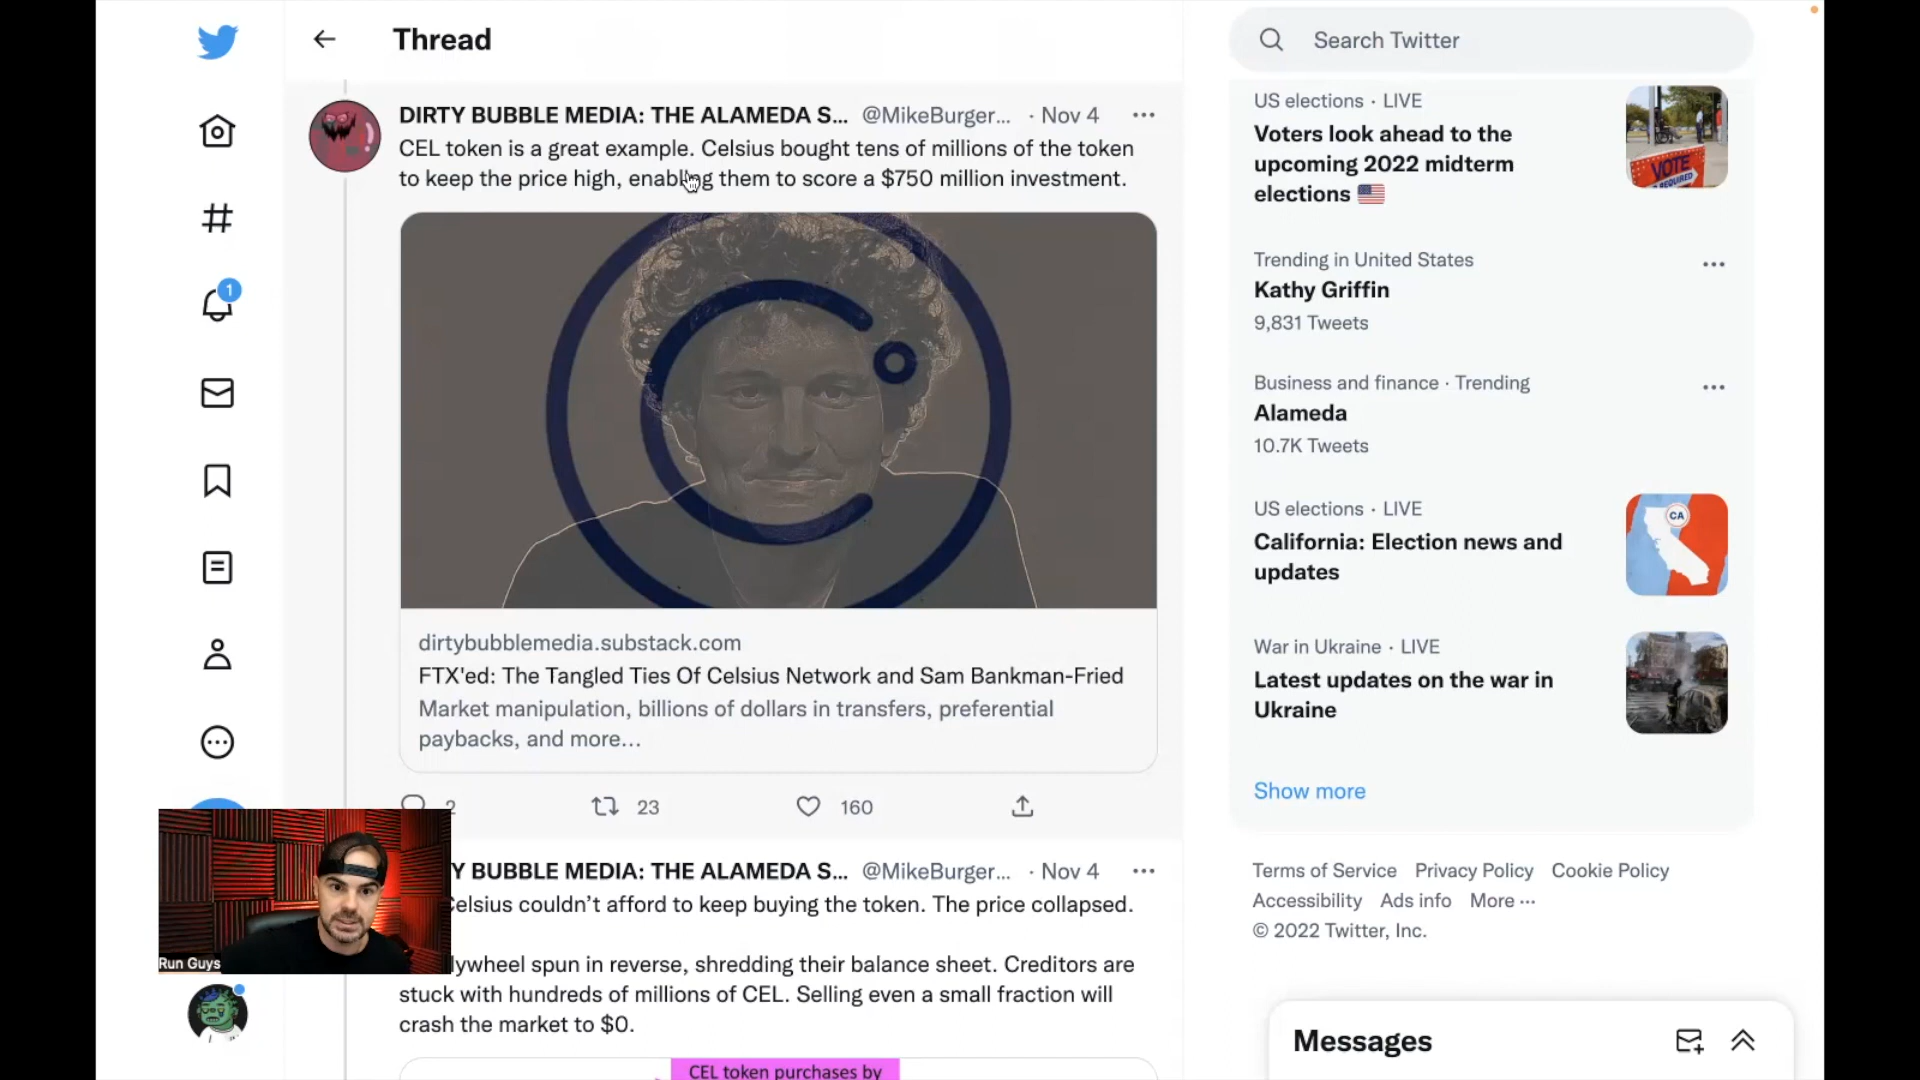 Thread
Search Twitter
DIRTY BUBBLE MEDIA: THE ALAMEDA S... @MikeBurger... · Nov 4
CEL token is a great example. Celsius bought tens of millions of the token
to keep the price high, enabling them to score a $750 million investment.
dirtybubblemedia.substack.com
FTX'ed: The Tangled Ties Of Celsius Network and Sam Bankman-Fried
Market manipulation, billions of dollars in transfers, preferential
paybacks, and more...
2 23 160
Y BUBBLE MEDIA: THE ALAMEDA S... @MikeBurger... · Nov 4
Celsius couldn't afford to keep buying the token. The price collapsed.
lywheel spun in reverse, shredding their balance sheet. Creditors are
stuck with hundreds of millions of CEL. Selling even a small fraction will
crash the market to $0.
CEL token purchases by
1
Run Guys
US elections · LIVE
Voters look ahead to the
upcoming 2022 midterm
elections
VOTE
REQUIRED
Trending in United States
Kathy Griffin
9,831 Tweets
Business and finance · Trending
Alameda
10.7K Tweets
US elections · LIVE
California: Election news and
updates
CA
War in Ukraine · LIVE
Latest updates on the war in
Ukraine
Show more
Terms of Service Privacy Policy Cookie Policy
Accessibility Ads info More ···
© 2022 Twitter, Inc.
Messages